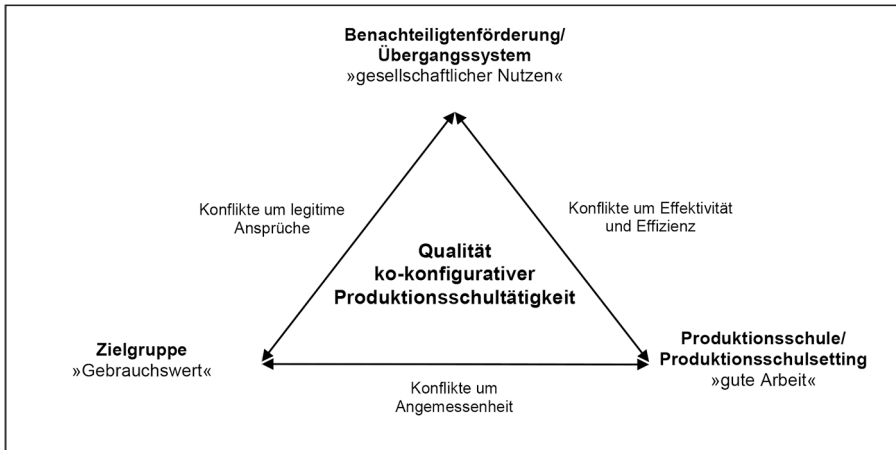 Benachteiligtenförderung/
Übergangssystem
»gesellschaftlicher Nutzen«
Konflikte um legitime
Ansprüche
Konflikte um Effektivität
und Effizienz
Qualität
ko-konfigurativer
Produktionsschultätigkeit
Zielgruppe
»Gebrauchswert«
Produktionsschule/
Produktionsschulsetting
»gute Arbeit«
Konflikte um
Angemessenheit